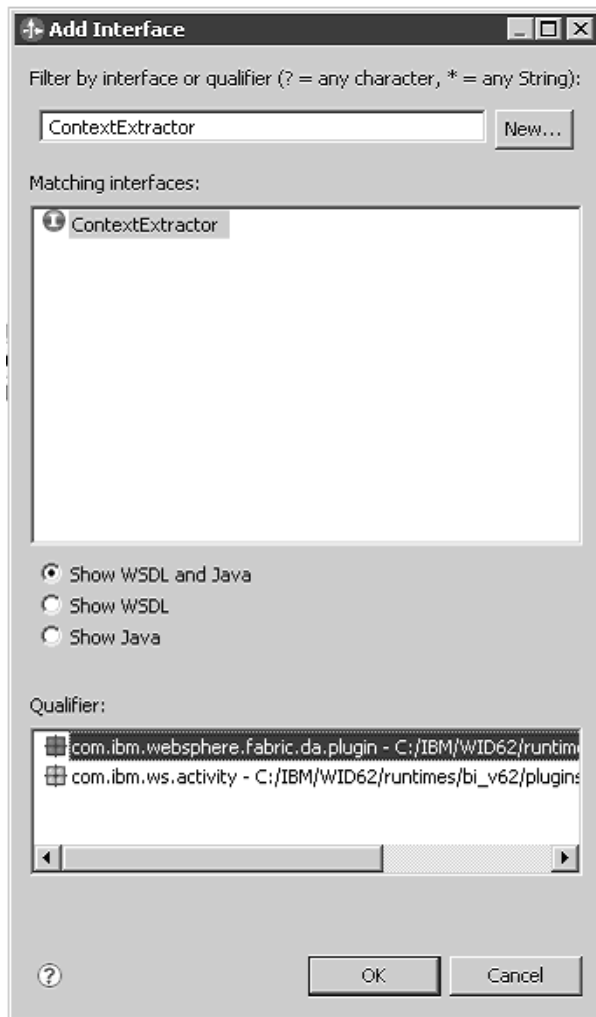 Add Interface
Filter by interface or qualifier (? = any character, * = any String):
ContextExtractor
New...
Matching interfaces:
ContextExtractor
Show WSDL and Java
Show WSDL
Show Java
Qualifier:
com.ibm.websphere.fabric.da.plugin - C:/IBM/WID62/runtim
com.ibm.ws.activity - C:/IBM/WID62/runtimes/bi_v62/plugins
OK
Cancel